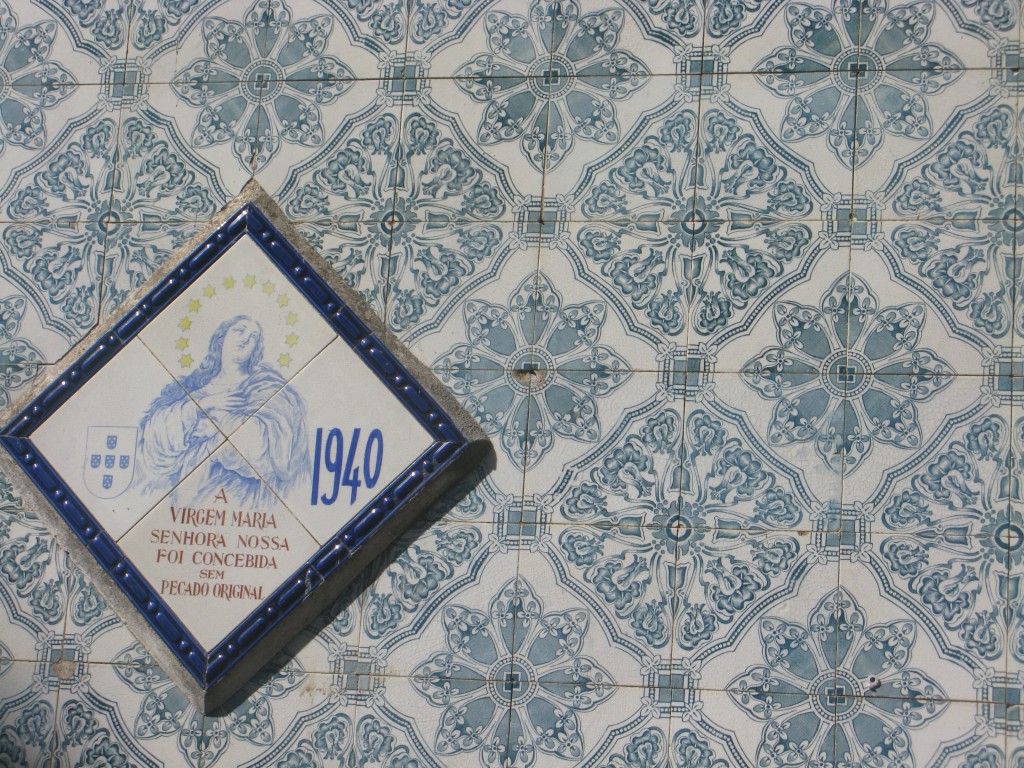 1940
A
VIRGEM MARIA
SENHORA NOSSA
FOI CONCEBIDA
SEM
PECADO ORIGINAL